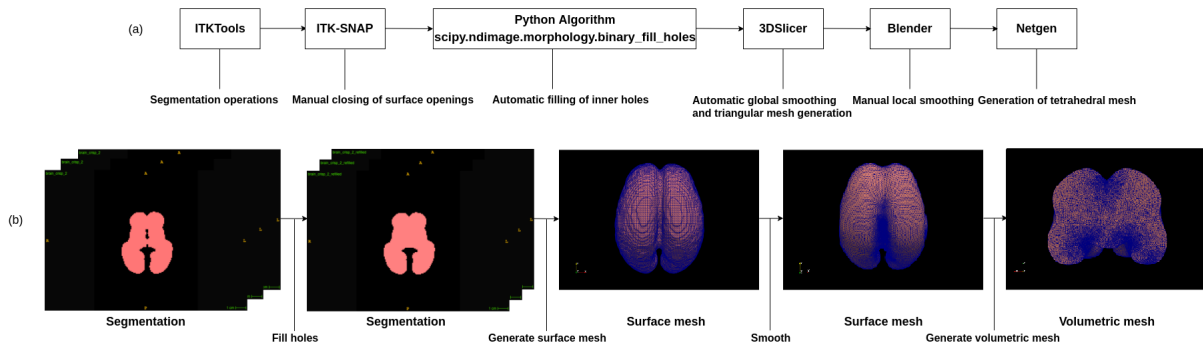 (a)
ITKTools
ITK-SNAP
Python Algorithm
scipy.ndimage.morphology.binary_fill_holes
3DSlicer
Blender
Netgen
Segmentation operations
Manual closing of surface openings
Automatic filling of inner holes
Automatic global smoothing
and triangular mesh generation
Manual local smoothing
Generation of tetrahedral mesh
(b)
Segmentation
Segmentation
Surface mesh
Surface mesh
Volumetric mesh
Fill holes
Generate surface mesh
Smooth
Generate volumetric mesh